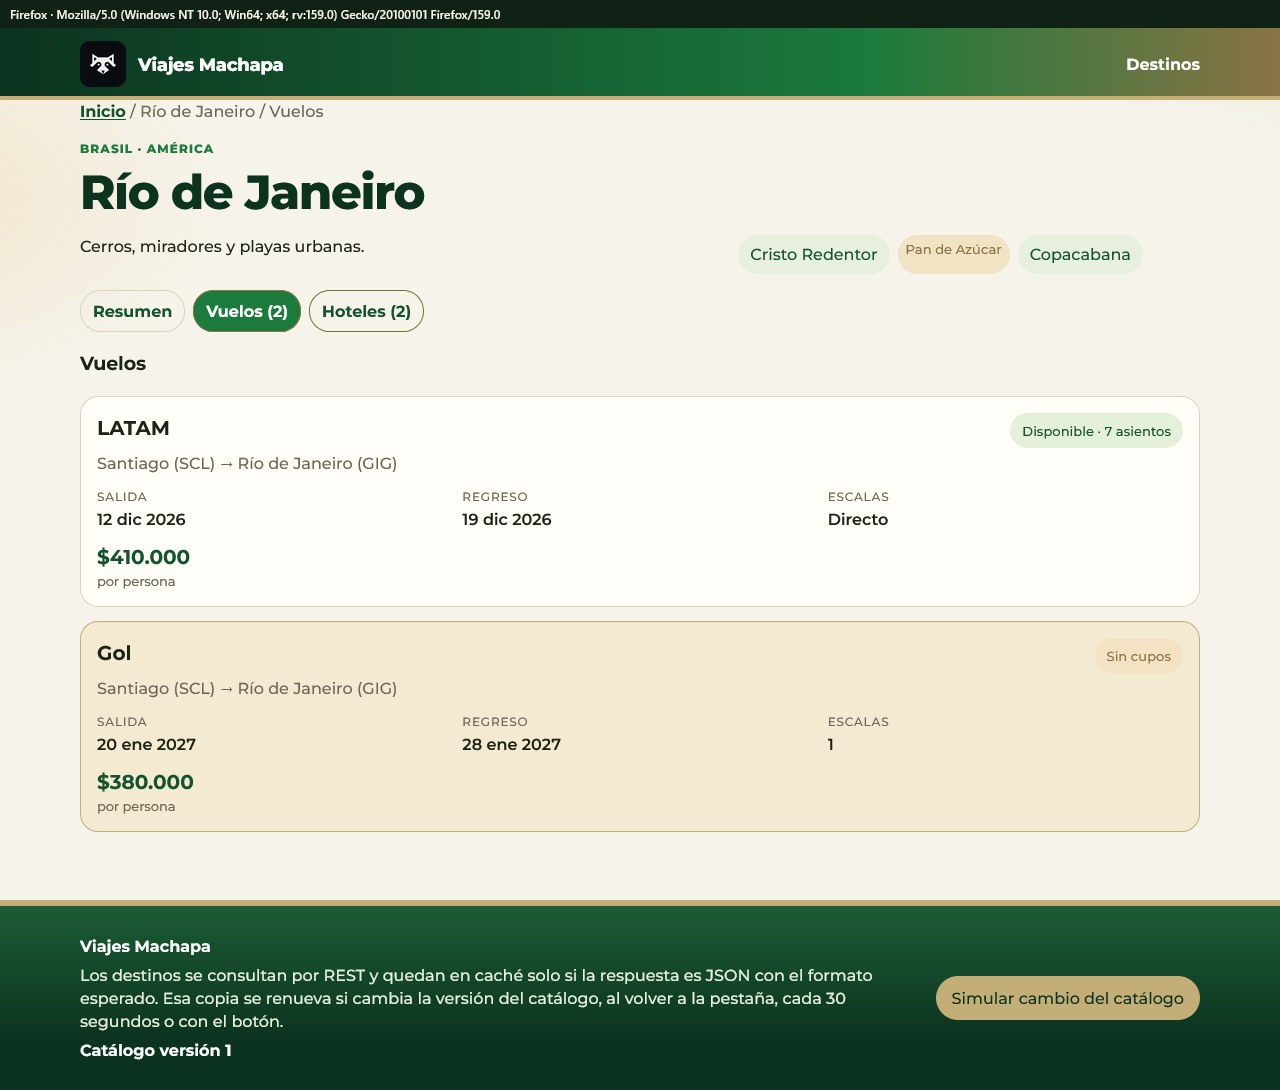 Firefox · Mozilla/5.0 (Windows NT 10.0; Win64; x64; rv:159.0) Gecko/20100101 Firefox/159.0
Viajes Machapa
Destinos
Inicio / Río de Janeiro / Vuelos
BRASIL · AMÉRICA
Río de Janeiro
Cerros, miradores y playas urbanas.
Cristo Redentor
Pan de Azúcar
Copacabana
Resumen
Vuelos (2)
Hoteles (2)
Vuelos
LATAM
Disponible · 7 asientos
Santiago (SCL) → Río de Janeiro (GIG)
SALIDA
REGRESO
ESCALAS
12 dic 2026
19 dic 2026
Directo
$410.000
por persona
Gol
Sin cupos
Santiago (SCL) → Río de Janeiro (GIG)
SALIDA
REGRESO
ESCALAS
20 ene 2027
28 ene 2027
1
$380.000
por persona
Viajes Machapa
Los destinos se consultan por REST y quedan en caché solo si la respuesta es JSON con el formato
esperado. Esa copia se renueva si cambia la versión del catálogo, al volver a la pestaña, cada 30
segundos o con el botón.
Simular cambio del catálogo
Catálogo versión 1